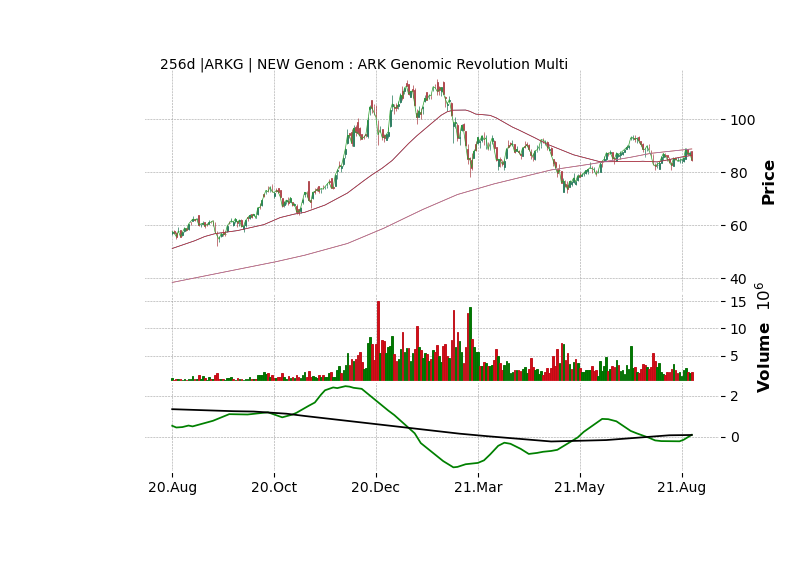 256d |ARKG | NEW Genom : ARK Genomic Revolution Multi
100
80
60
40
Price
15
10
5
Volume 10^6
2
0
20.Aug 20.Oct 20.Dec 21.Mar 21.May 21.Aug